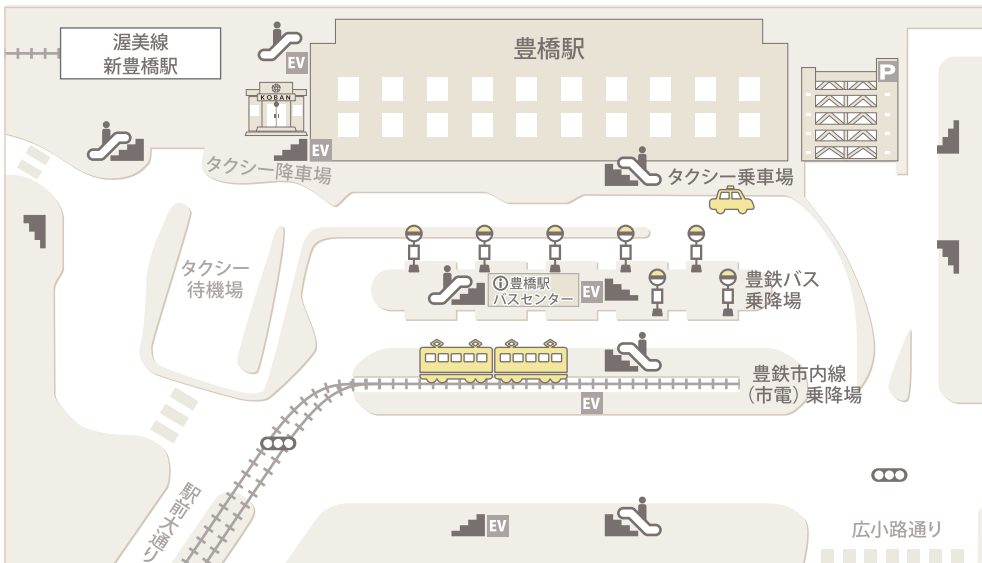 渥美線
新豊橋駅
EV
豊橋駅
P
KOBAN
EV
タクシー降車場
タクシー乗車場
タクシー
待機場
豊橋駅
バスセンター
EV
豊鉄バス
乗降場
豊鉄市内線
（市電）乗降場
EV
駅前大通り
EV
広小路通り